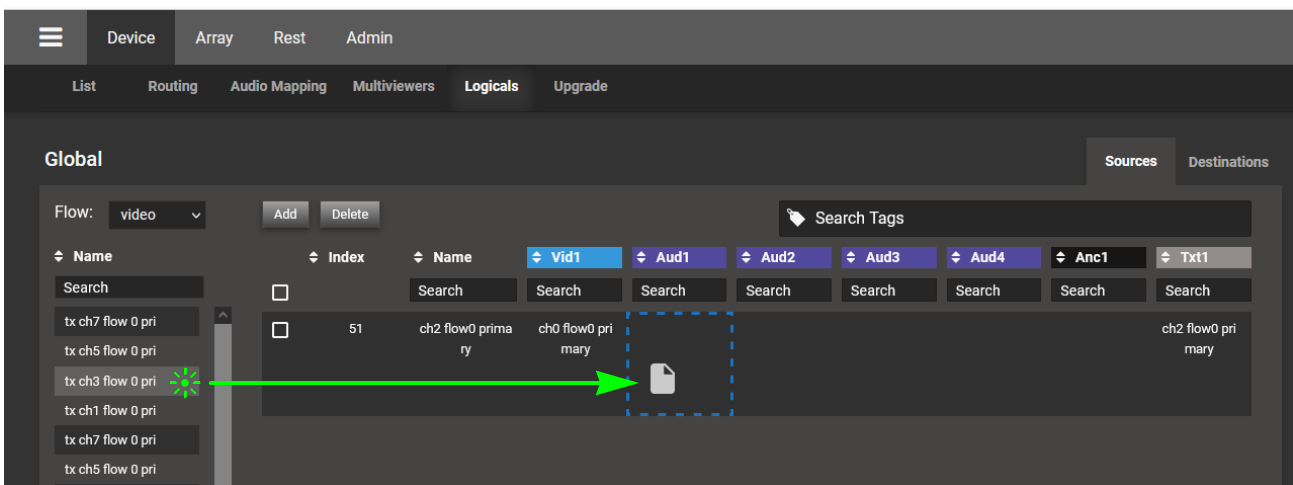 Device Array Rest Admin
List Routing Audio Mapping Multiviewers Logicals Upgrade
Global
Sources Destinations
Flow: video Add Delete Search Tags
Name Index Name Vid1 Aud1 Aud2 Aud3 Aud4 Anc1 Txt1
Search Search Search Search Search Search Search Search Search
tx ch7 flow 0 pri 51 ch2 flow0 prima ch0 flow0 pri ch2 flow0 pri
ry mary mary
tx ch5 flow 0 pri
tx ch3 flow 0 pri
tx ch1 flow 0 pri
tx ch7 flow 0 pri
tx ch5 flow 0 pri